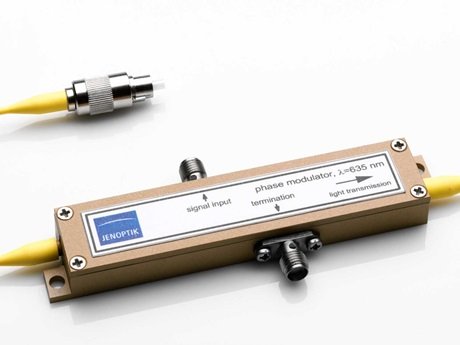 phase modulator, λ=635 nm
signal input
termination
light transmission
JENOPTIK